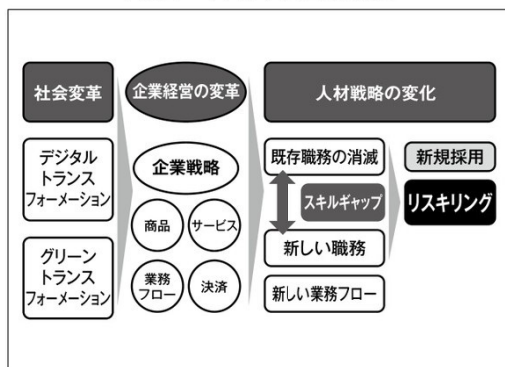 社会変革
デジタル
トランス
フォーメーション
グリーン
トランス
フォーメーション
企業経営の変革
企業戦略
商品
サービス
業務
フロー
決済
人材戦略の変化
既存職務の消滅
スキルギャップ
新しい職務
新しい業務フロー
新規採用
リスキリング